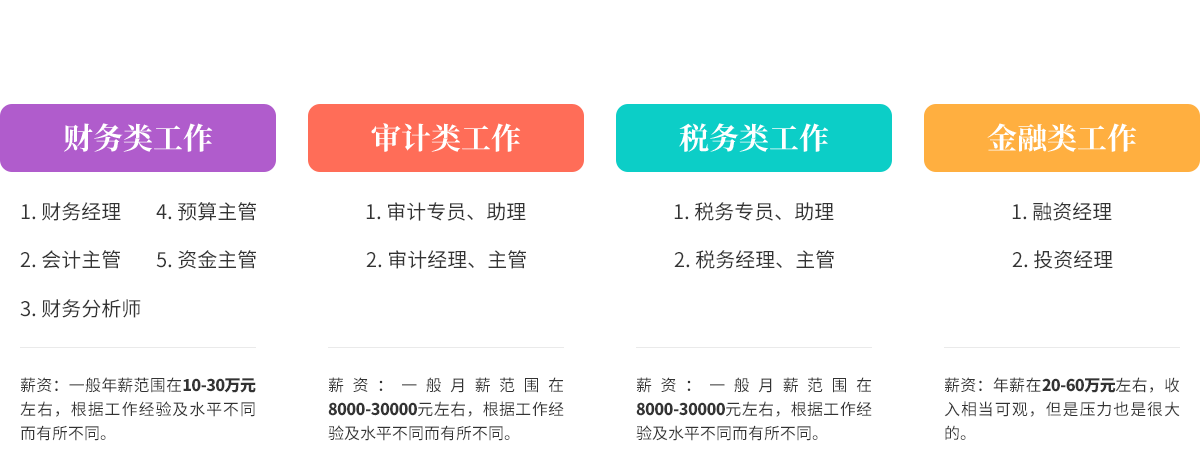 财务类工作
1. 财务经理
4. 预算主管
2. 会计主管
5. 资金主管
3. 财务分析师
薪资：一般年薪范围在10-30万元
左右，根据工作经验及水平不同
而有所不同。
审计类工作
1. 审计专员、助理
2. 审计经理、主管
薪资：一般月薪范围在
8000-30000元左右，根据工作经
验及水平不同而有所不同。
税务类工作
1. 税务专员、助理
2. 税务经理、主管
薪资：一般月薪范围在
8000-30000元左右，根据工作经
验及水平不同而有所不同。
金融类工作
1. 融资经理
2. 投资经理
薪资：年薪在20-60万元左右，收
入相当可观，但是压力也是很大
的。